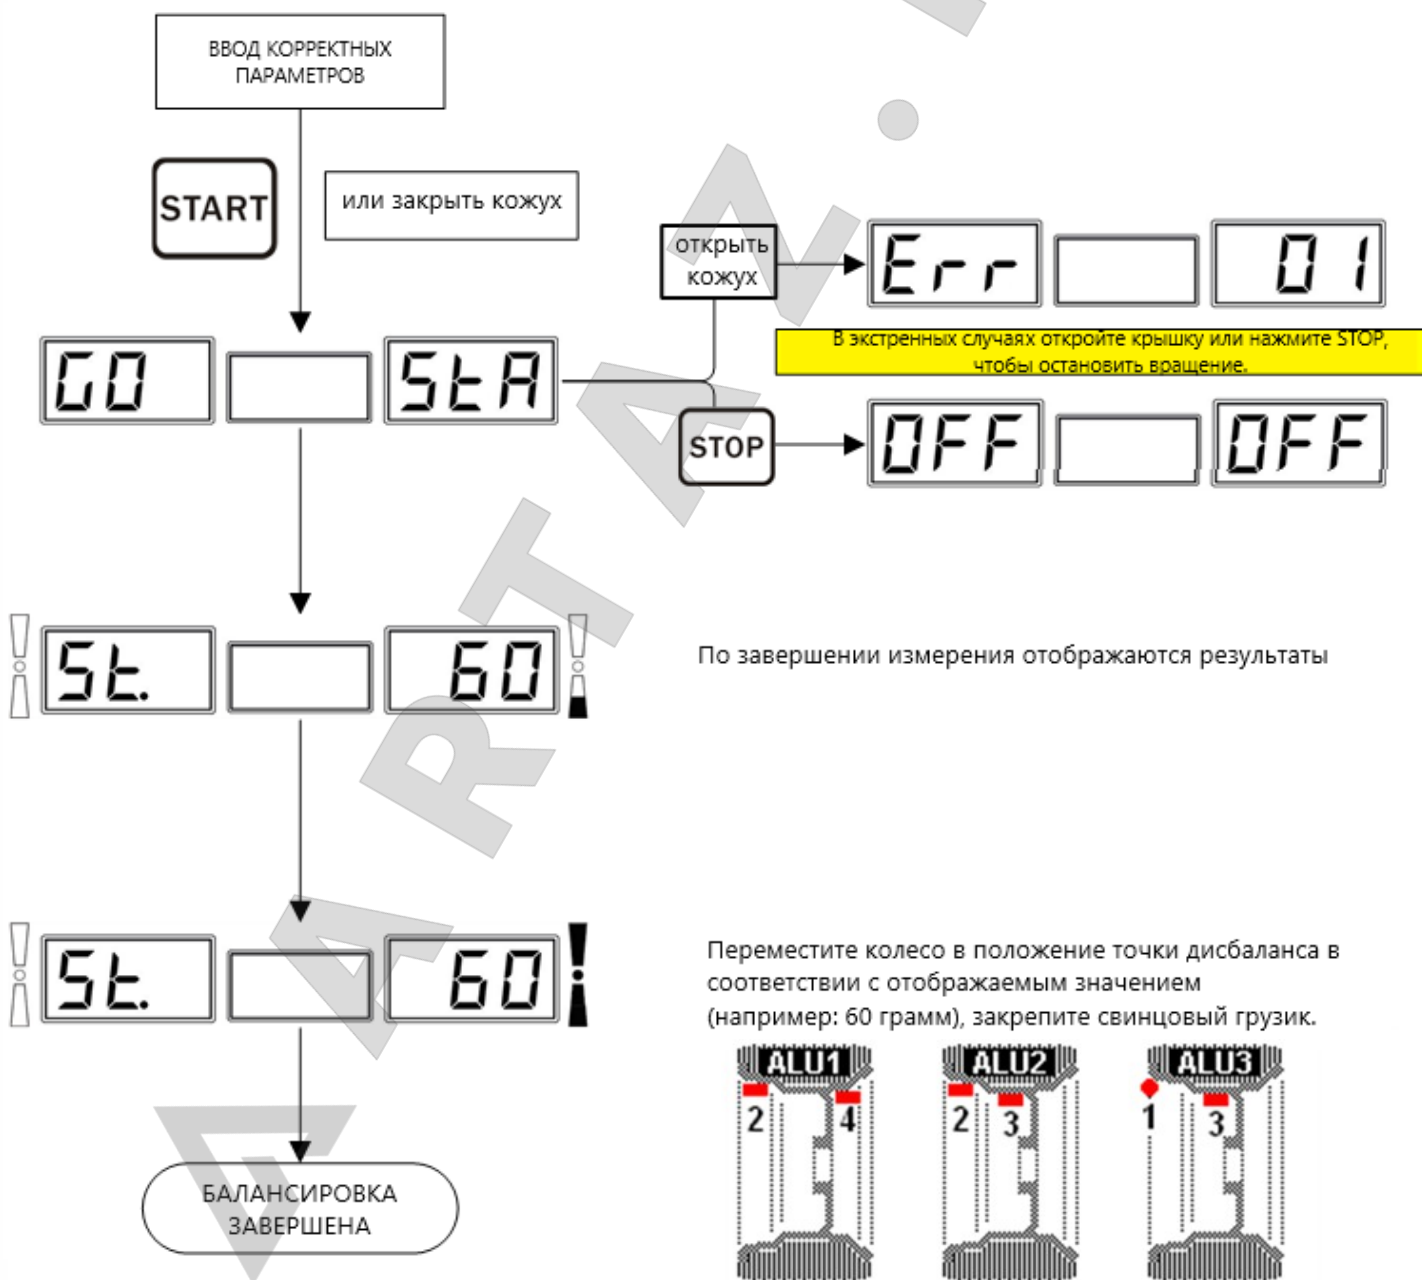 ВВОД КОРРЕКТНЫХ
ПАРАМЕТРОВ
START
или закрыть кожух
открыть
кожух
Err 01
В экстренных случаях откройте крышку или нажмите STOP,
чтобы остановить вращение.
GO StA
STOP
OFF OFF
St. 60
По завершении измерения отображаются результаты
St. 60
Переместите колесо в положение точки дисбаланса в
соответствии с отображаемым значением
(например: 60 грамм), закрепите свинцовый грузик.
ALU1 ALU2 ALU3
2 4 2 3 1 3
БАЛАНСИРОВКА
ЗАВЕРШЕНА